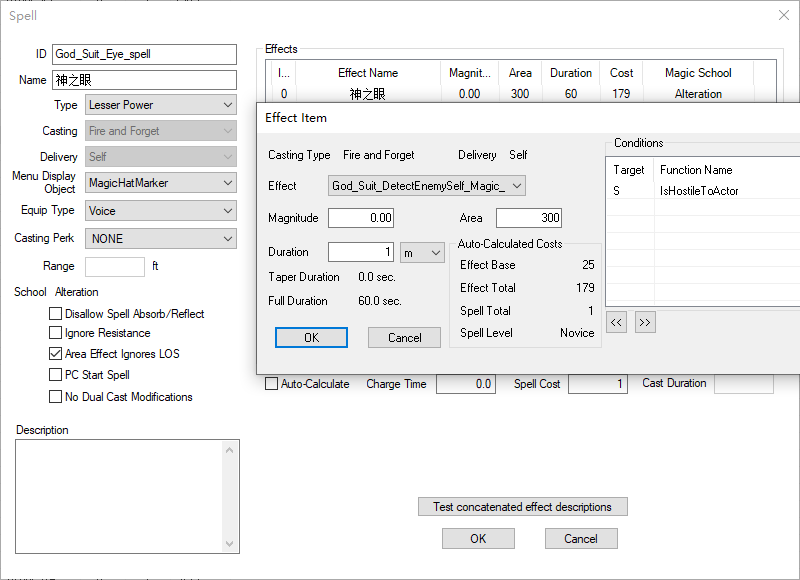 Spell
ID God_Suit_Eye_spell
Name 神之眼
Type Lesser Power
Casting Fire and Forget
Delivery Self
Menu Display Object MagicHatMarker
Equip Type Voice
Casting Perk NONE
Range ft
School Alteration
Disallow Spell Absorb/Reflect
Ignore Resistance
Area Effect Ignores LOS
PC Start Spell
No Dual Cast Modifications
Description
Effects
I... Effect Name Magnit... Area Duration Cost Magic School
0 神之眼 0.00 300 60 179 Alteration
Effect Item
Casting Type Fire and Forget Delivery Self
Effect God_Suit_DetectEnemySelf_Magic_
Magnitude 0.00 Area 300
Duration 1 m
Taper Duration 0.0 sec.
Full Duration 60.0 sec.
OK Cancel
Auto-Calculated Costs
Effect Base 25
Effect Total 179
Spell Total 1
Spell Level Novice
Conditions
Target Function Name
S IsHostileToActor
<< >>
Auto-Calculate Charge Time 0.0 Spell Cost 1 Cast Duration
Test concatenated effect descriptions
OK Cancel